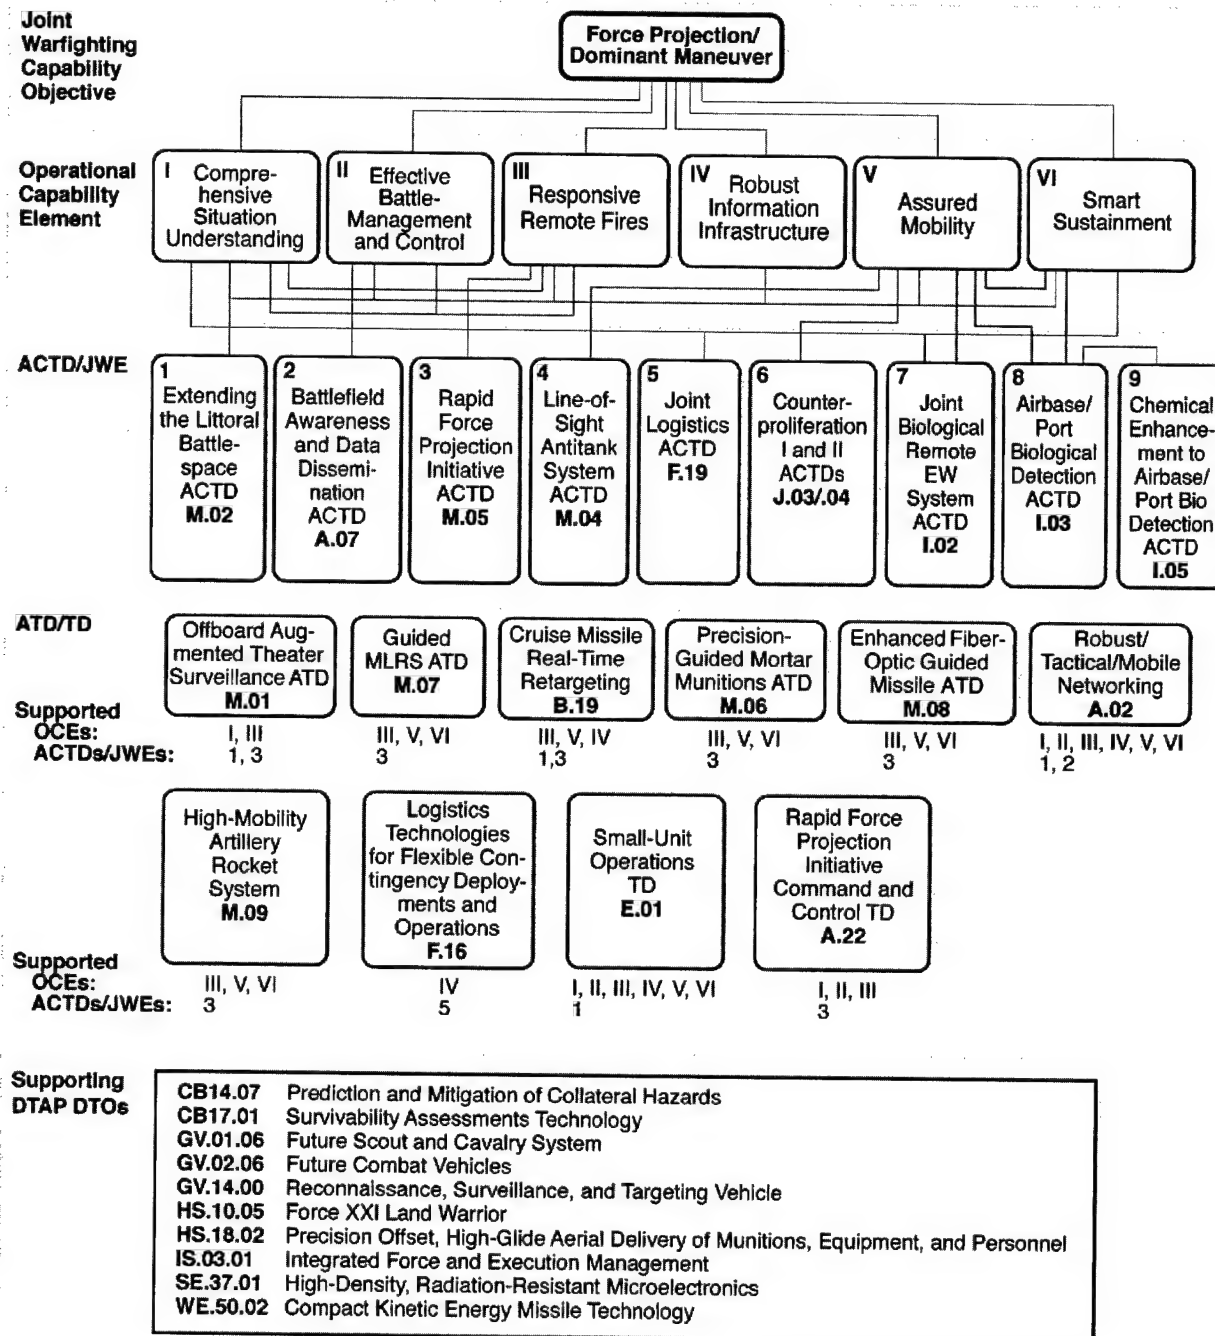 Joint
Warfighting
Capability
Objective
Force Projection/
Dominant Maneuver
Operational
Capability
Element
I Compre-
hensive
Situation
Understanding
II Effective
Battle-
Management
and Control
III
Responsive
Remote Fires
IV
Robust
Information
Infrastructure
V
Assured
Mobility
VI
Smart
Sustainment
ACTD/JWE
1
Extending
the Littoral
Battle-
space
ACTD
M.02
2
Battlefield
Awareness
and Data
Dissemi-
nation
ACTD
A.07
3
Rapid
Force
Projection
Initiative
ACTD
M.05
4
Line-of-
Sight
Antitank
System
ACTD
M.04
5
Joint
Logistics
ACTD
F.19
6
Counter-
proliferation
I and II
ACTDs
J.03/.04
7
Joint
Biological
Remote
EW
System
ACTD
I.02
8
Airbase/
Port
Biological
Detection
ACTD
I.03
9
Chemical
Enhance-
ment to
Airbase/
Port Bio
Detection
ACTD
I.05
ATD/TD
Offboard Aug-
mented Theater
Surveillance ATD
M.01
Guided
MLRS ATD
M.07
Cruise Missile
Real-Time
Retargeting
B.19
Precision-
Guided Mortar
Munitions ATD
M.06
Enhanced Fiber-
Optic Guided
Missile ATD
M.08
Robust/
Tactical/Mobile
Networking
A.02
Supported
OCEs: I, III III, V, VI III, V, IV III, V, VI III, V, VI I, II, III, IV, V, VI
ACTDs/JWEs: 1, 3 3 1,3 3 3 1, 2
High-Mobility
Artillery
Rocket
System
M.09
Logistics
Technologies
for Flexible Con-
tingency Deploy-
ments and
Operations
F.16
Small-Unit
Operations
TD
E.01
Rapid Force
Projection
Initiative
Command and
Control TD
A.22
Supported
OCEs: III, V, VI IV I, II, III, IV, V, VI I, II, III
ACTDs/JWEs: 3 5 1 3
Supporting
DTAP DTOs
CB14.07 Prediction and Mitigation of Collateral Hazards
CB17.01 Survivability Assessments Technology
GV.01.06 Future Scout and Cavalry System
GV.02.06 Future Combat Vehicles
GV.14.00 Reconnaissance, Surveillance, and Targeting Vehicle
HS.10.05 Force XXI Land Warrior
HS.18.02 Precision Offset, High-Glide Aerial Delivery of Munitions, Equipment, and Personnel
IS.03.01 Integrated Force and Execution Management
SE.37.01 High-Density, Radiation-Resistant Microelectronics
WE.50.02 Compact Kinetic Energy Missile Technology